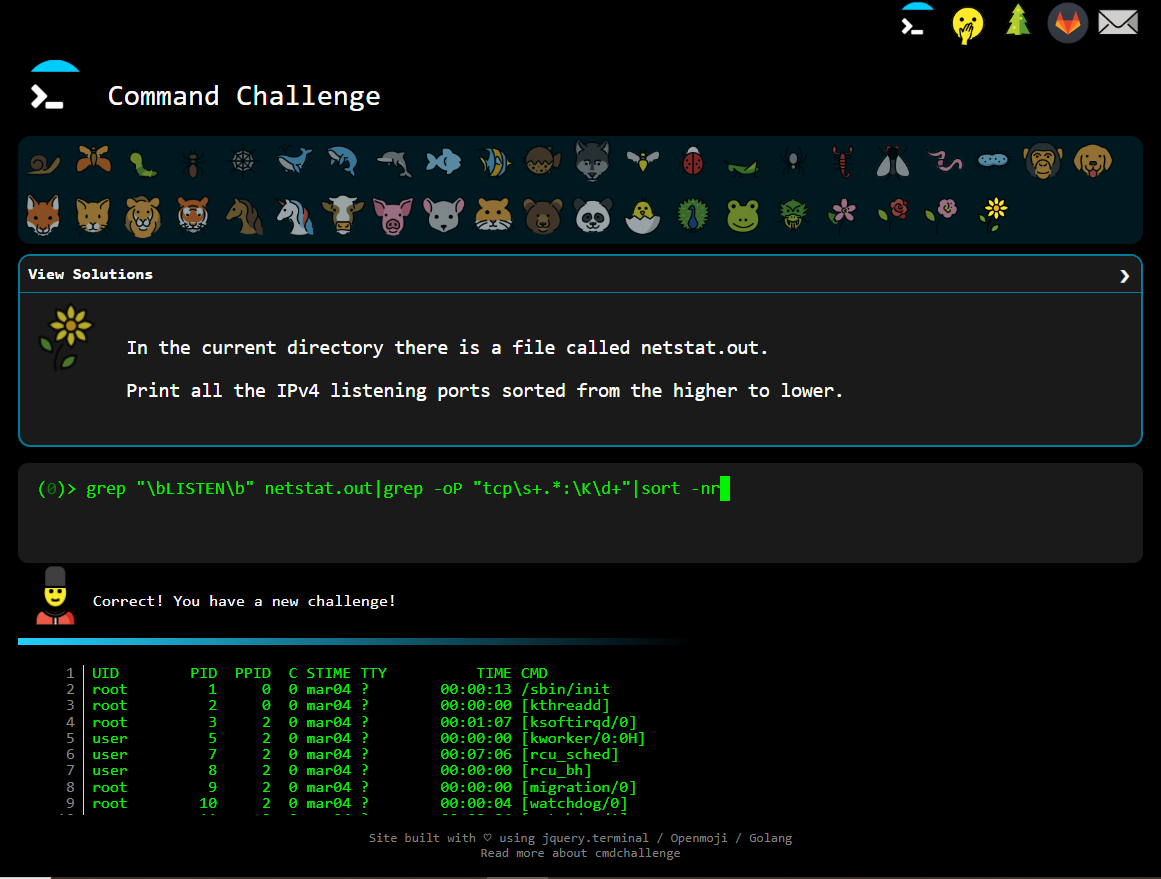 Command Challenge
View Solutions ❯
In the current directory there is a file called netstat.out.
Print all the IPv4 listening ports sorted from the higher to lower.
(0)> grep "\bLISTEN\b" netstat.out|grep -oP "tcp\s+.*:\K\d+"|sort -nr
Correct! You have a new challenge!
1 UID        PID  PPID  C STIME TTY          TIME CMD
2 root         1     0  0 mar04 ?        00:00:13 /sbin/init
3 root         2     0  0 mar04 ?        00:00:00 [kthreadd]
4 root         3     2  0 mar04 ?        00:01:07 [ksoftirqd/0]
5 user         5     2  0 mar04 ?        00:00:00 [kworker/0:0H]
6 user         7     2  0 mar04 ?        00:07:06 [rcu_sched]
7 user         8     2  0 mar04 ?        00:00:00 [rcu_bh]
8 root         9     2  0 mar04 ?        00:00:00 [migration/0]
9 root        10     2  0 mar04 ?        00:00:04 [watchdog/0]
Site built with ♡ using jquery.terminal / Openmoji / Golang
Read more about cmdchallenge